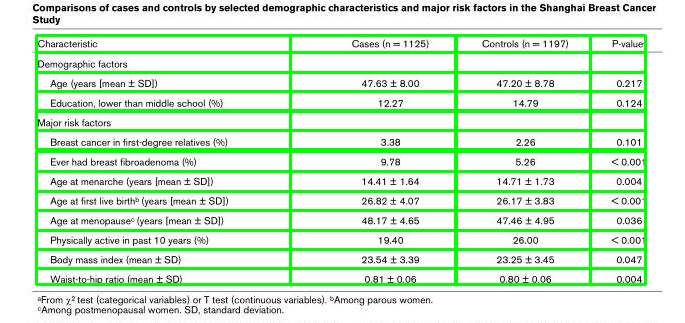 Comparisons of cases and controls by selected demographic characteristics and major risk factors in the Shanghai Breast Cancer
Study
Characteristic Cases (n = 1125) Controls (n = 1197) P-value
Demographic factors
Age (years [mean ± SD]) 47.63 ± 8.00 47.20 ± 8.78 0.217
Education, lower than middle school (%) 12.27 14.79 0.124
Major risk factors
Breast cancer in first-degree relatives (%) 3.38 2.26 0.101
Ever had breast fibroadenoma (%) 9.78 5.26 < 0.001
Age at menarche (years [mean ± SD]) 14.41 ± 1.64 14.71 ± 1.73 0.004
Age at first live birthᵇ (years [mean ± SD]) 26.82 ± 4.07 26.17 ± 3.83 < 0.001
Age at menopauseᶜ (years [mean ± SD]) 48.17 ± 4.65 47.46 ± 4.95 0.036
Physically active in past 10 years (%) 19.40 26.00 < 0.001
Body mass index (mean ± SD) 23.54 ± 3.39 23.25 ± 3.45 0.047
Waist-to-hip ratio (mean ± SD) 0.81 ± 0.06 0.80 ± 0.06 0.004
ᵃFrom χ² test (categorical variables) or T test (continuous variables). ᵇAmong parous women.
ᶜAmong postmenopausal women. SD, standard deviation.